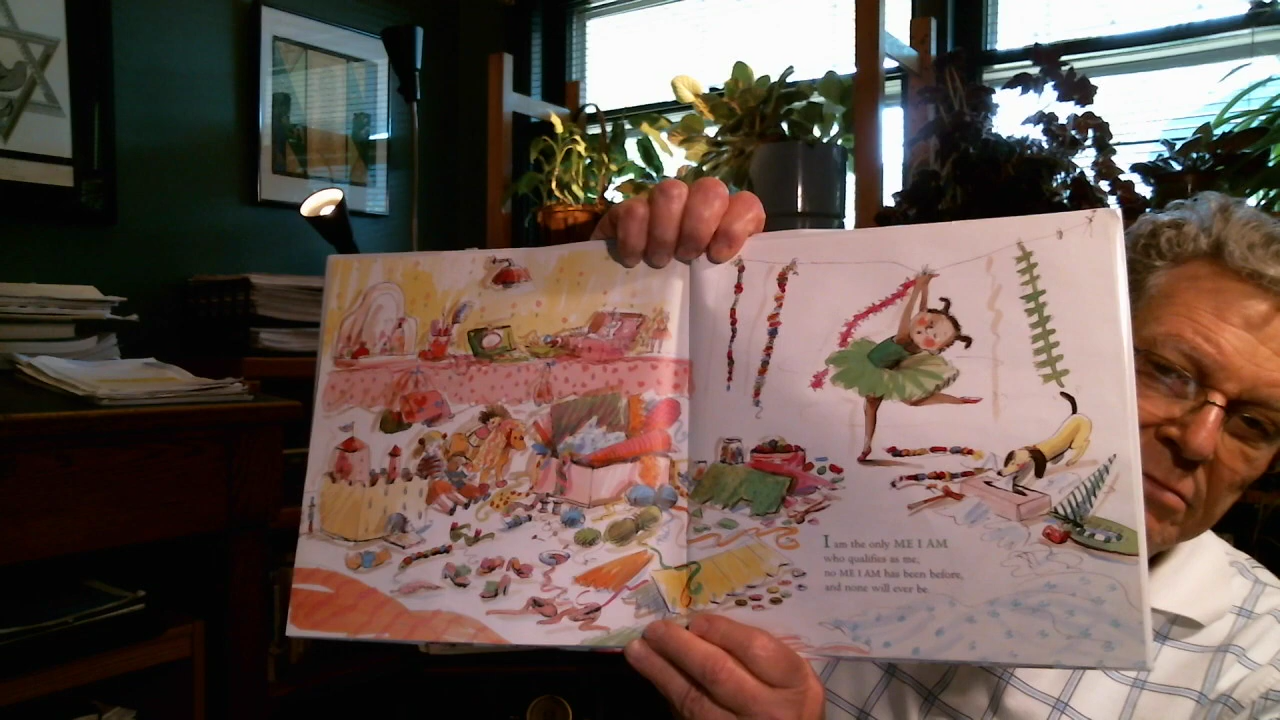 I am the only ME I AM
who qualifies as me,
no ME I AM has been before,
and none will ever be.